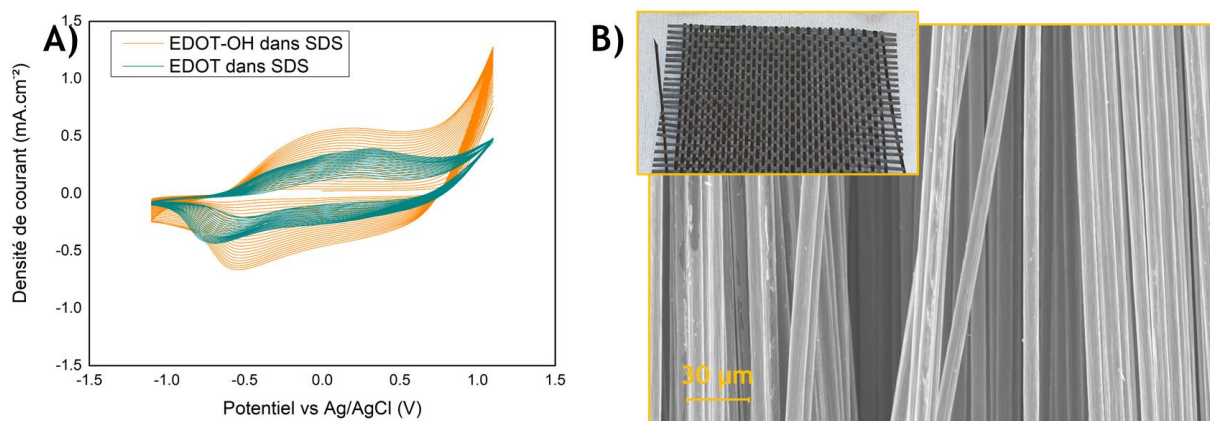 A)
EDOT-OH dans SDS
EDOT dans SDS
Densité de courant (mA.cm⁻²)
1.5
1.0
0.5
0.0
-0.5
-1.0
-1.5
-1.5
-1.0
-0.5
0.0
0.5
1.0
1.5
Potentiel vs Ag/AgCl (V)
B)
30 µm